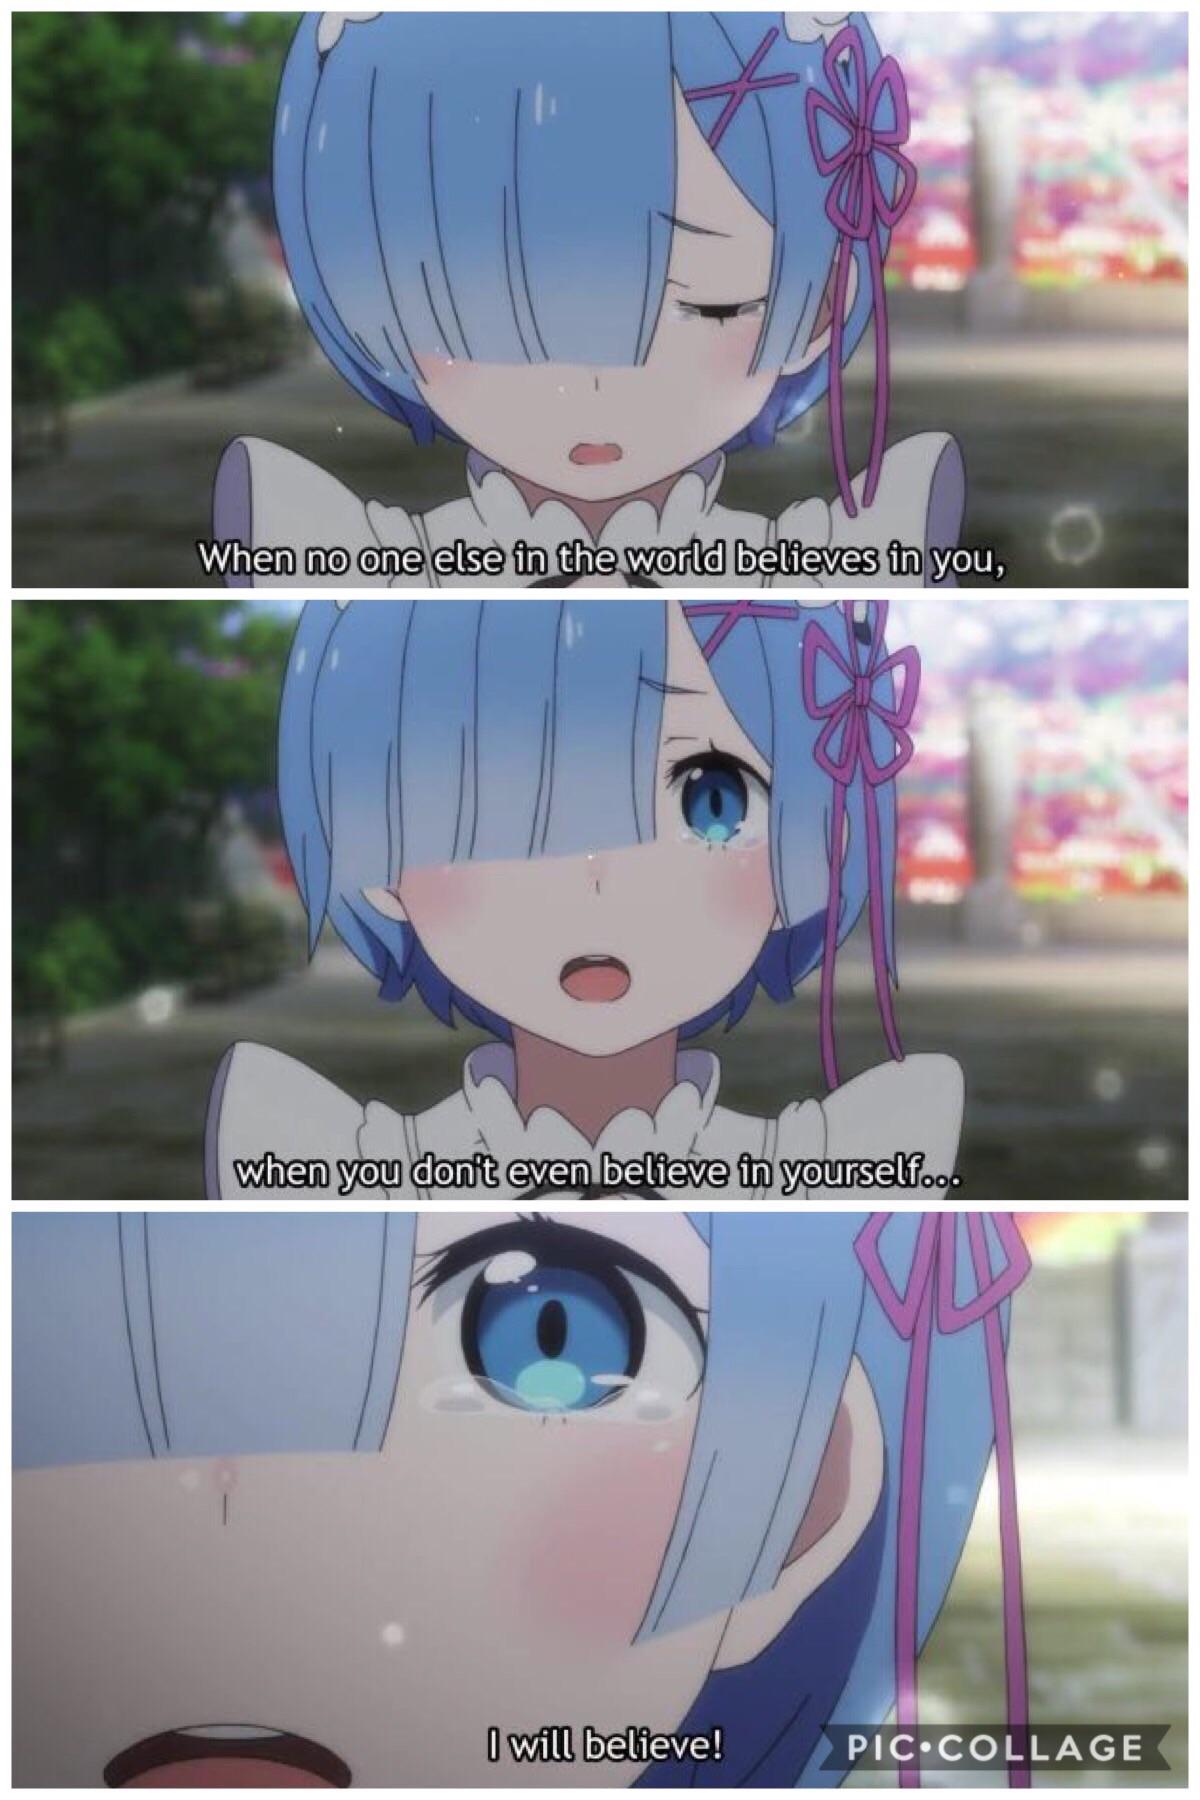 When no one else in the world believes in you,
when you don't even believe in yourself...
I will believe!
PIC•COLLAGE